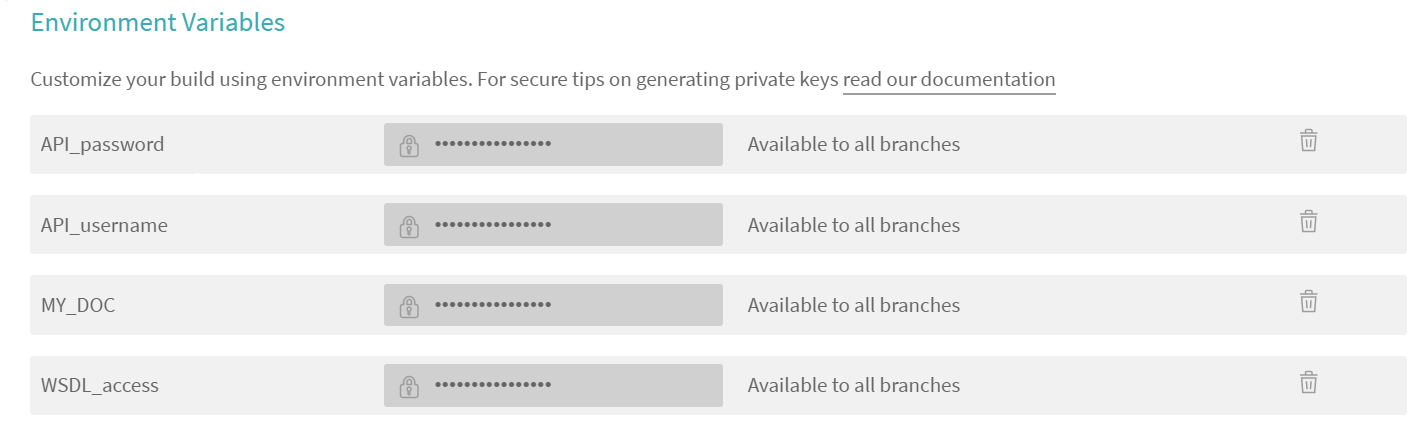 Environment Variables
Customize your build using environment variables. For secure tips on generating private keys read our documentation
API_password •••••••••••••••• Available to all branches
API_username •••••••••••••••• Available to all branches
MY_DOC •••••••••••••••• Available to all branches
WSDL_access •••••••••••••••• Available to all branches